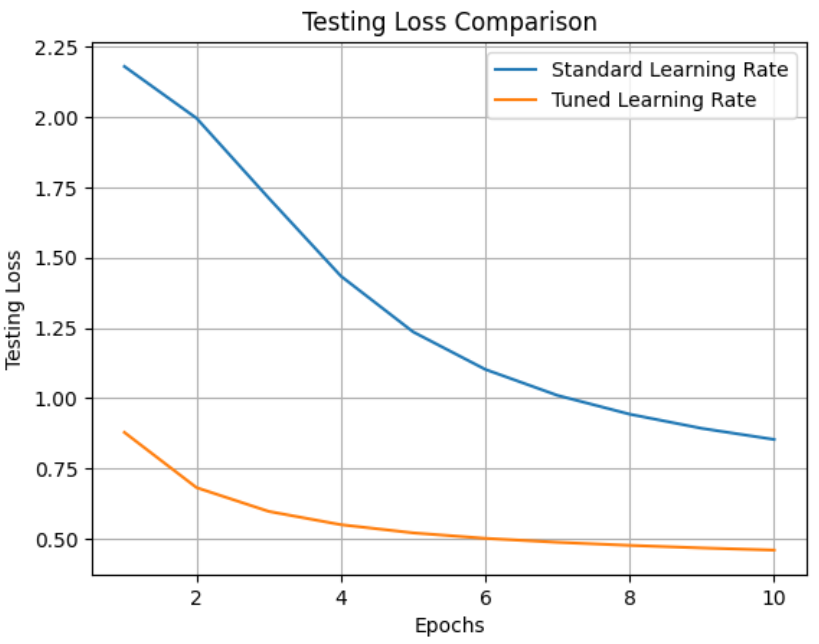 Testing Loss Comparison
Standard Learning Rate
Tuned Learning Rate
2.25
2.00
1.75
1.50
1.25
1.00
0.75
0.50
Testing Loss
2 4 6 8 10
Epochs